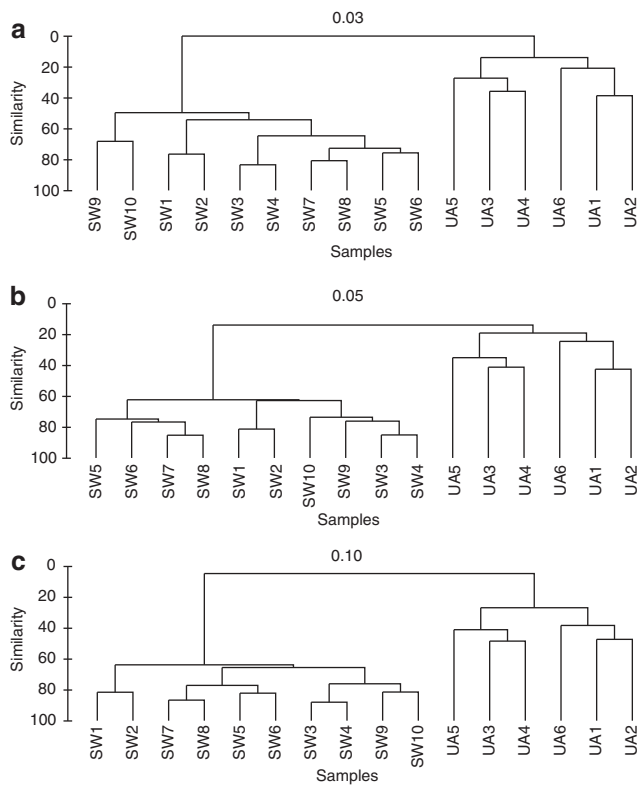 a
0.03
Similarity
0
20
40
60
80
100
SW9 SW10 SW1 SW2 SW3 SW4 SW7 SW8 SW5 SW6 UA5 UA3 UA4 UA6 UA1 UA2
Samples
b
0.05
Similarity
0
20
40
60
80
100
SW5 SW6 SW7 SW8 SW1 SW2 SW10 SW9 SW3 SW4 UA5 UA3 UA4 UA6 UA1 UA2
Samples
c
0.10
Similarity
0
20
40
60
80
100
SW1 SW2 SW7 SW8 SW5 SW6 SW3 SW4 SW9 SW10 UA5 UA3 UA4 UA6 UA1 UA2
Samples